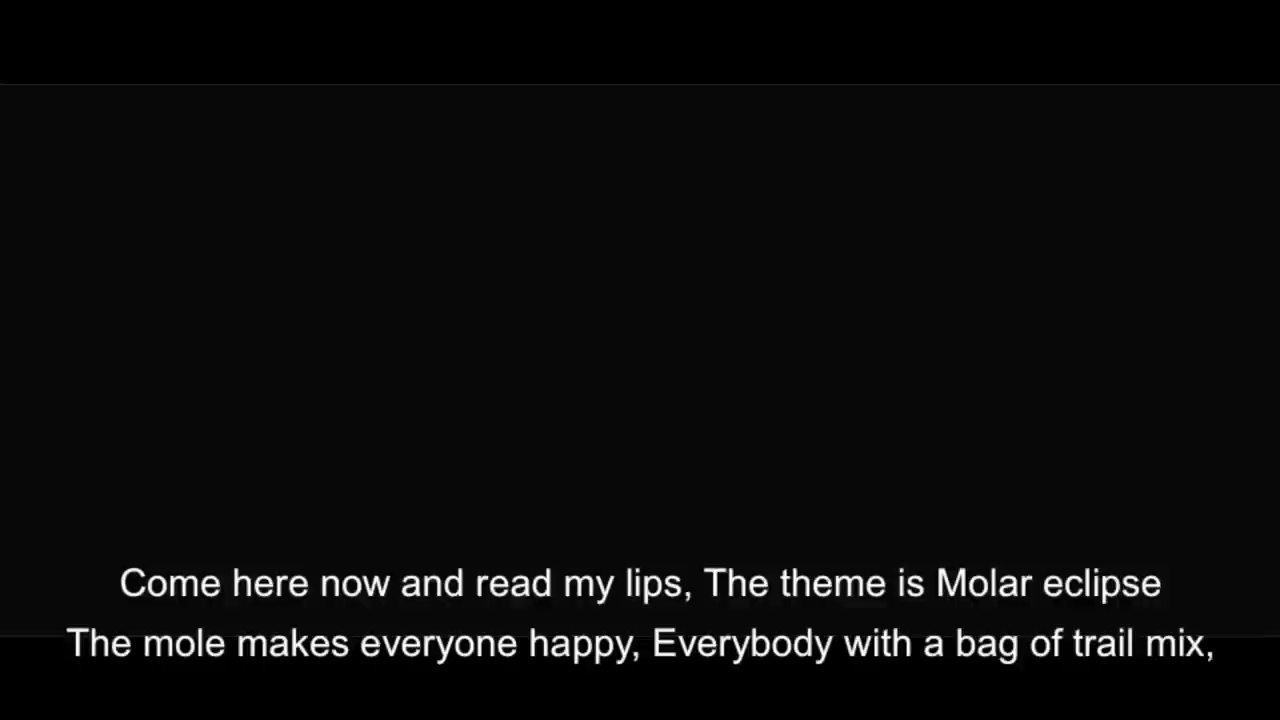 Come here now and read my lips, The theme is Molar eclipse
The mole makes everyone happy, Everybody with a bag of trail mix,